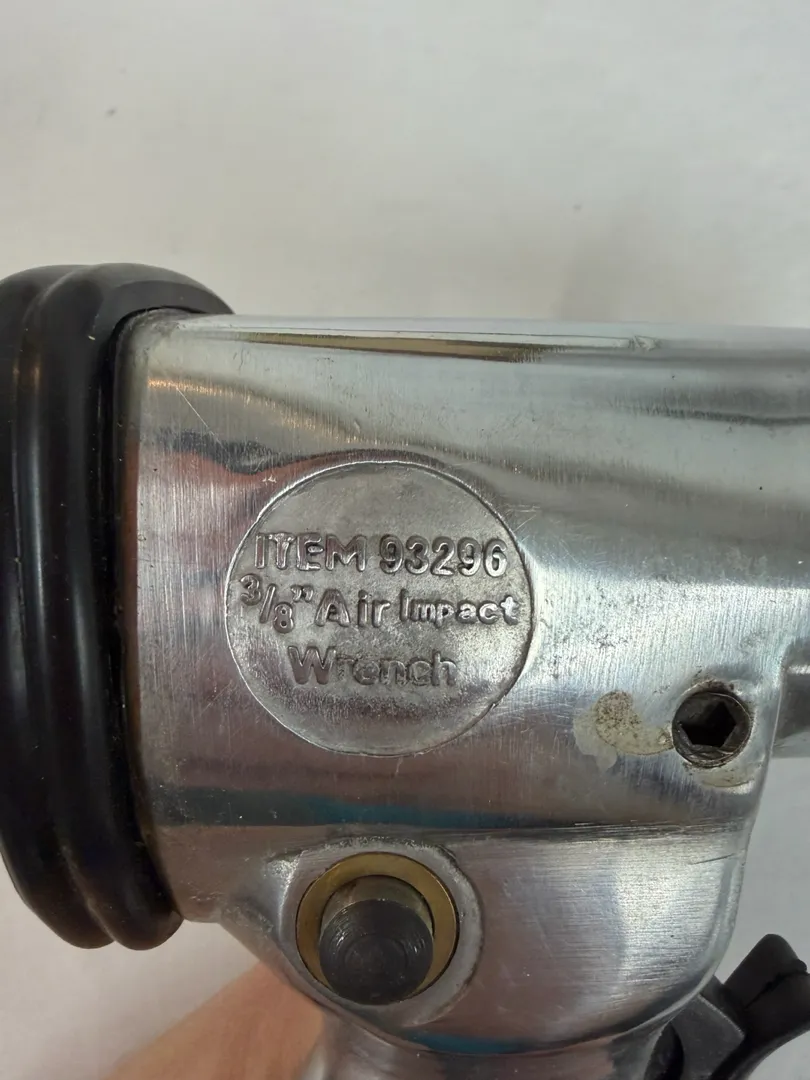 ITEM 93296
3/8" Air Impact
Wrench